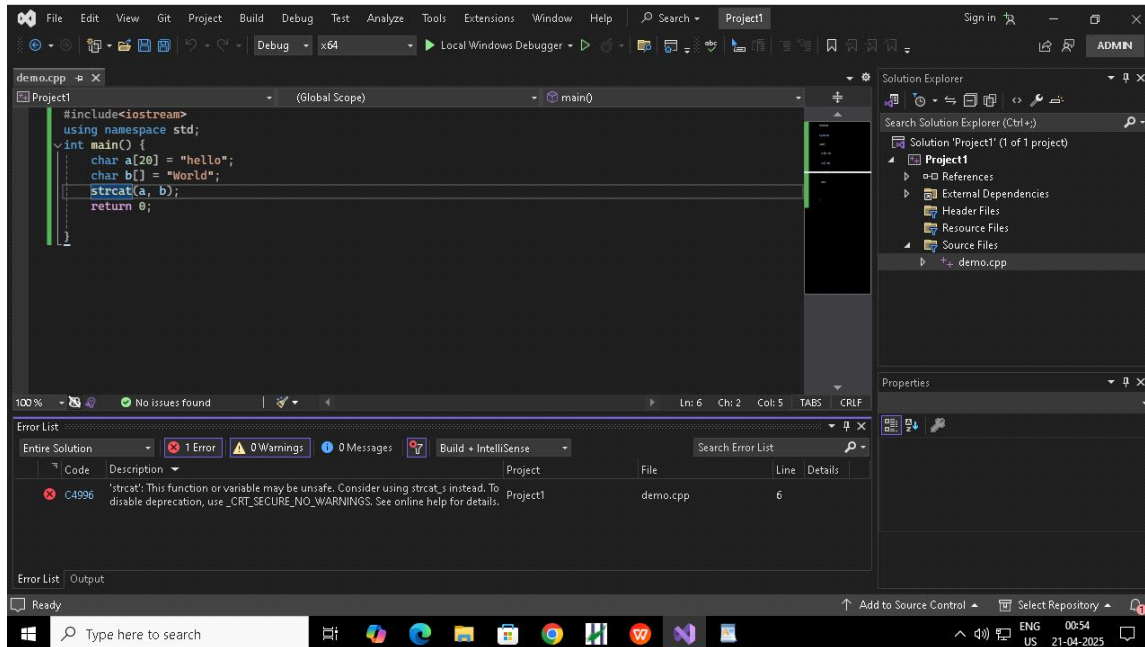 File Edit View Git Project Build Debug Test Analyze Tools Extensions Window Help Search Project1 Sign in
Debug x64 Local Windows Debugger ADMIN
demo.cpp
Project1 (Global Scope) main()
#include<iostream>
using namespace std;
int main() {
char a[20] = "hello";
char b[] = "World";
strcat(a, b);
return 0;
}
100 % No issues found Ln: 6 Ch: 2 Col: 5 TABS CRLF
Error List
Entire Solution 1 Error 0 Warnings 0 Messages Build + IntelliSense Search Error List
Code Description Project File Line Details
C4996 'strcat': This function or variable may be unsafe. Consider using strcat_s instead. To Project1 demo.cpp 6
disable deprecation, use _CRT_SECURE_NO_WARNINGS. See online help for details.
Error List Output
Solution Explorer
Search Solution Explorer (Ctrl+;)
Solution 'Project1' (1 of 1 project)
Project1
References
External Dependencies
Header Files
Resource Files
Source Files
demo.cpp
Properties
Ready Add to Source Control Select Repository 1
Type here to search ENG 00:54
US 21-04-2025